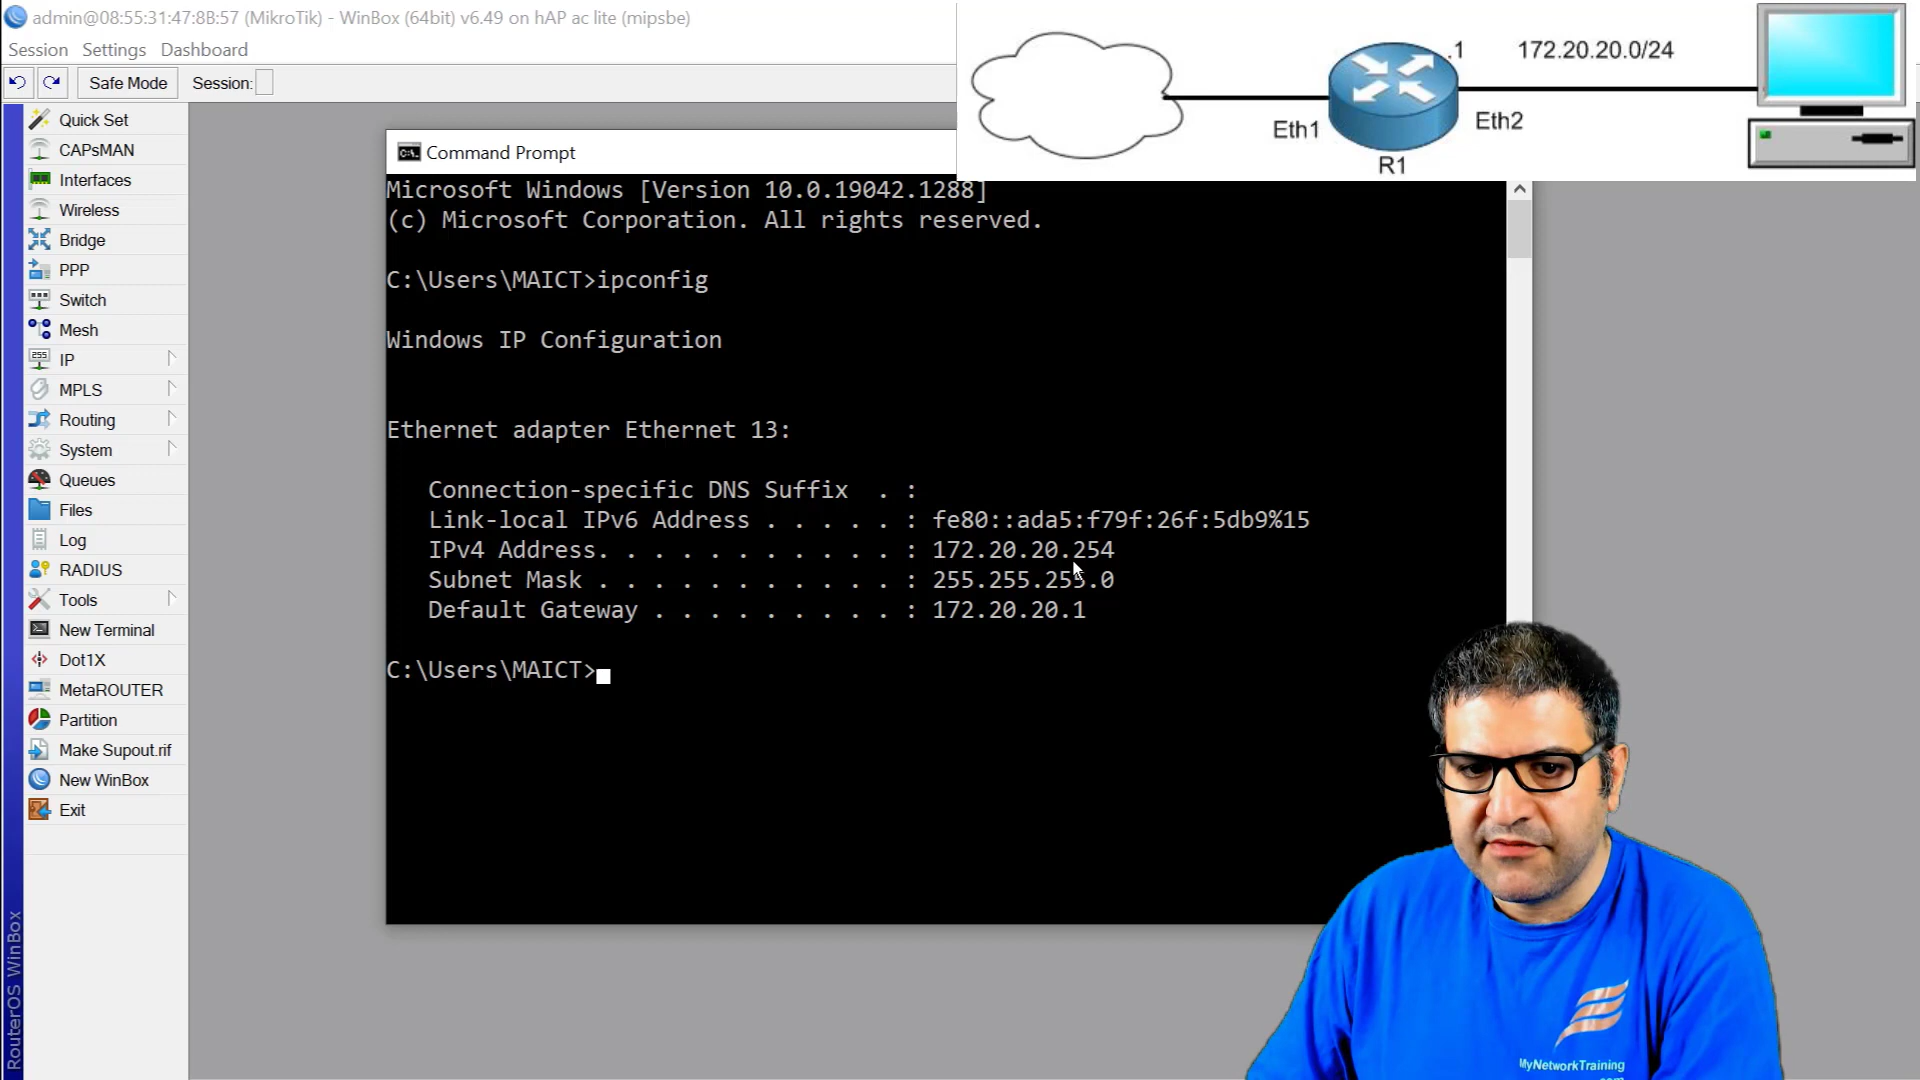 admin@08:55:31:47:8B:57 (MikroTik) - WinBox (64bit) v6.49 on hAP ac lite (mipsbe)
Session Settings Dashboard
Safe Mode Session:
Quick Set
CAPsMAN
Interfaces
Wireless
Bridge
PPP
Switch
Mesh
255 IP
MPLS
Routing
System
Queues
Files
Log
RADIUS
Tools
New Terminal
Dot1X
MetaROUTER
Partition
Make Supout.rif
New WinBox
Exit
RouterOS WinBox
.1 172.20.20.0/24
Eth1 Eth2
R1
C:\. Command Prompt
Microsoft Windows [Version 10.0.19042.1288]
(c) Microsoft Corporation. All rights reserved.
C:\Users\MAICT>ipconfig
Windows IP Configuration
Ethernet adapter Ethernet 13:
Connection-specific DNS Suffix . :
Link-local IPv6 Address . . . . . : fe80::ada5:f79f:26f:5db9%15
IPv4 Address. . . . . . . . . . . : 172.20.20.254
Subnet Mask . . . . . . . . . . . : 255.255.255.0
Default Gateway . . . . . . . . . : 172.20.20.1
C:\Users\MAICT>
MyNetworkTraining
.com